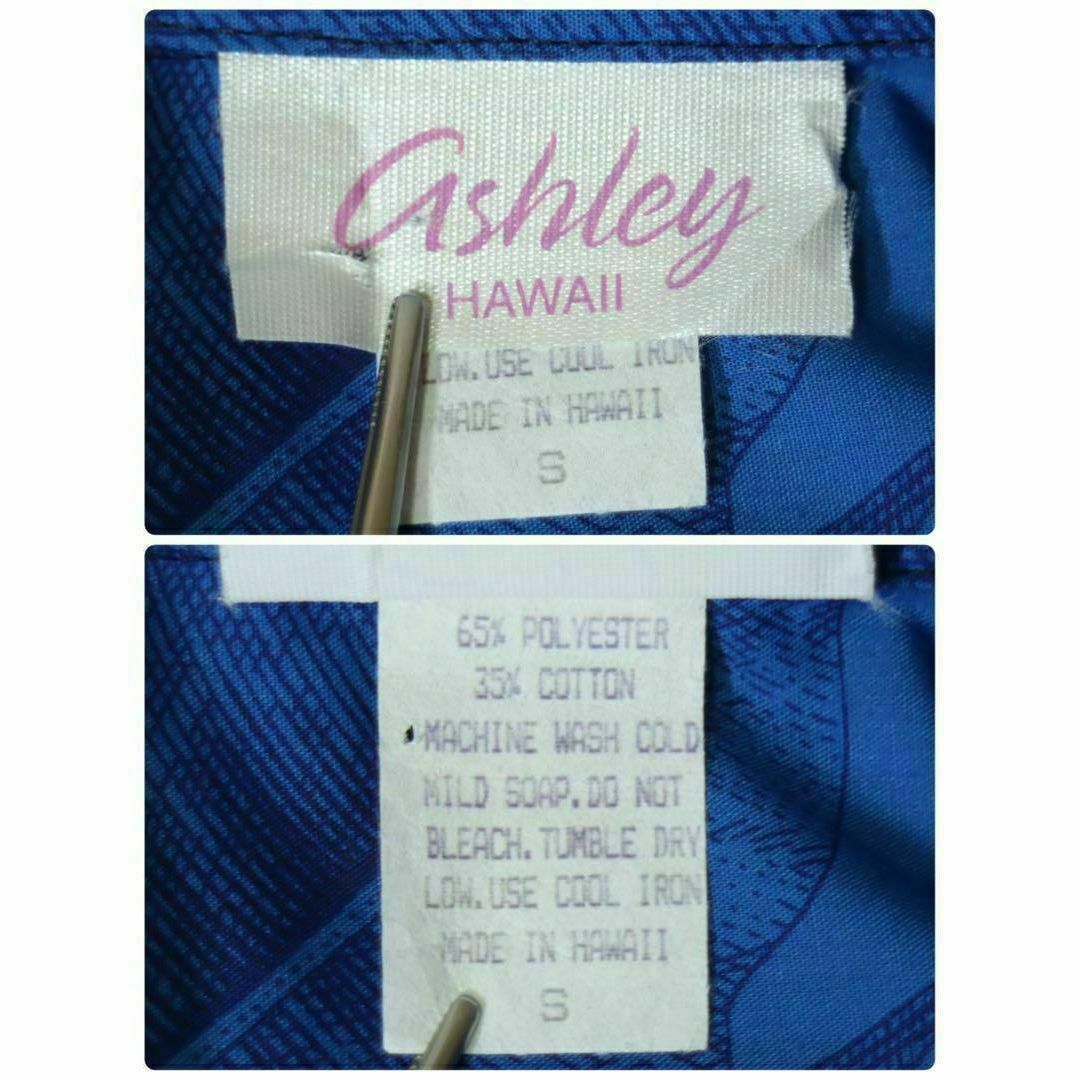 Ashley
HAWAII
LOW.USE COOL IRON
MADE IN HAWAII
S
65% POLYESTER
35% COTTON
MACHINE WASH COLD
MILD SOAP.DO NOT
BLEACH.TUMBLE DRY
LOW.USE COOL IRON
MADE IN HAWAII
S